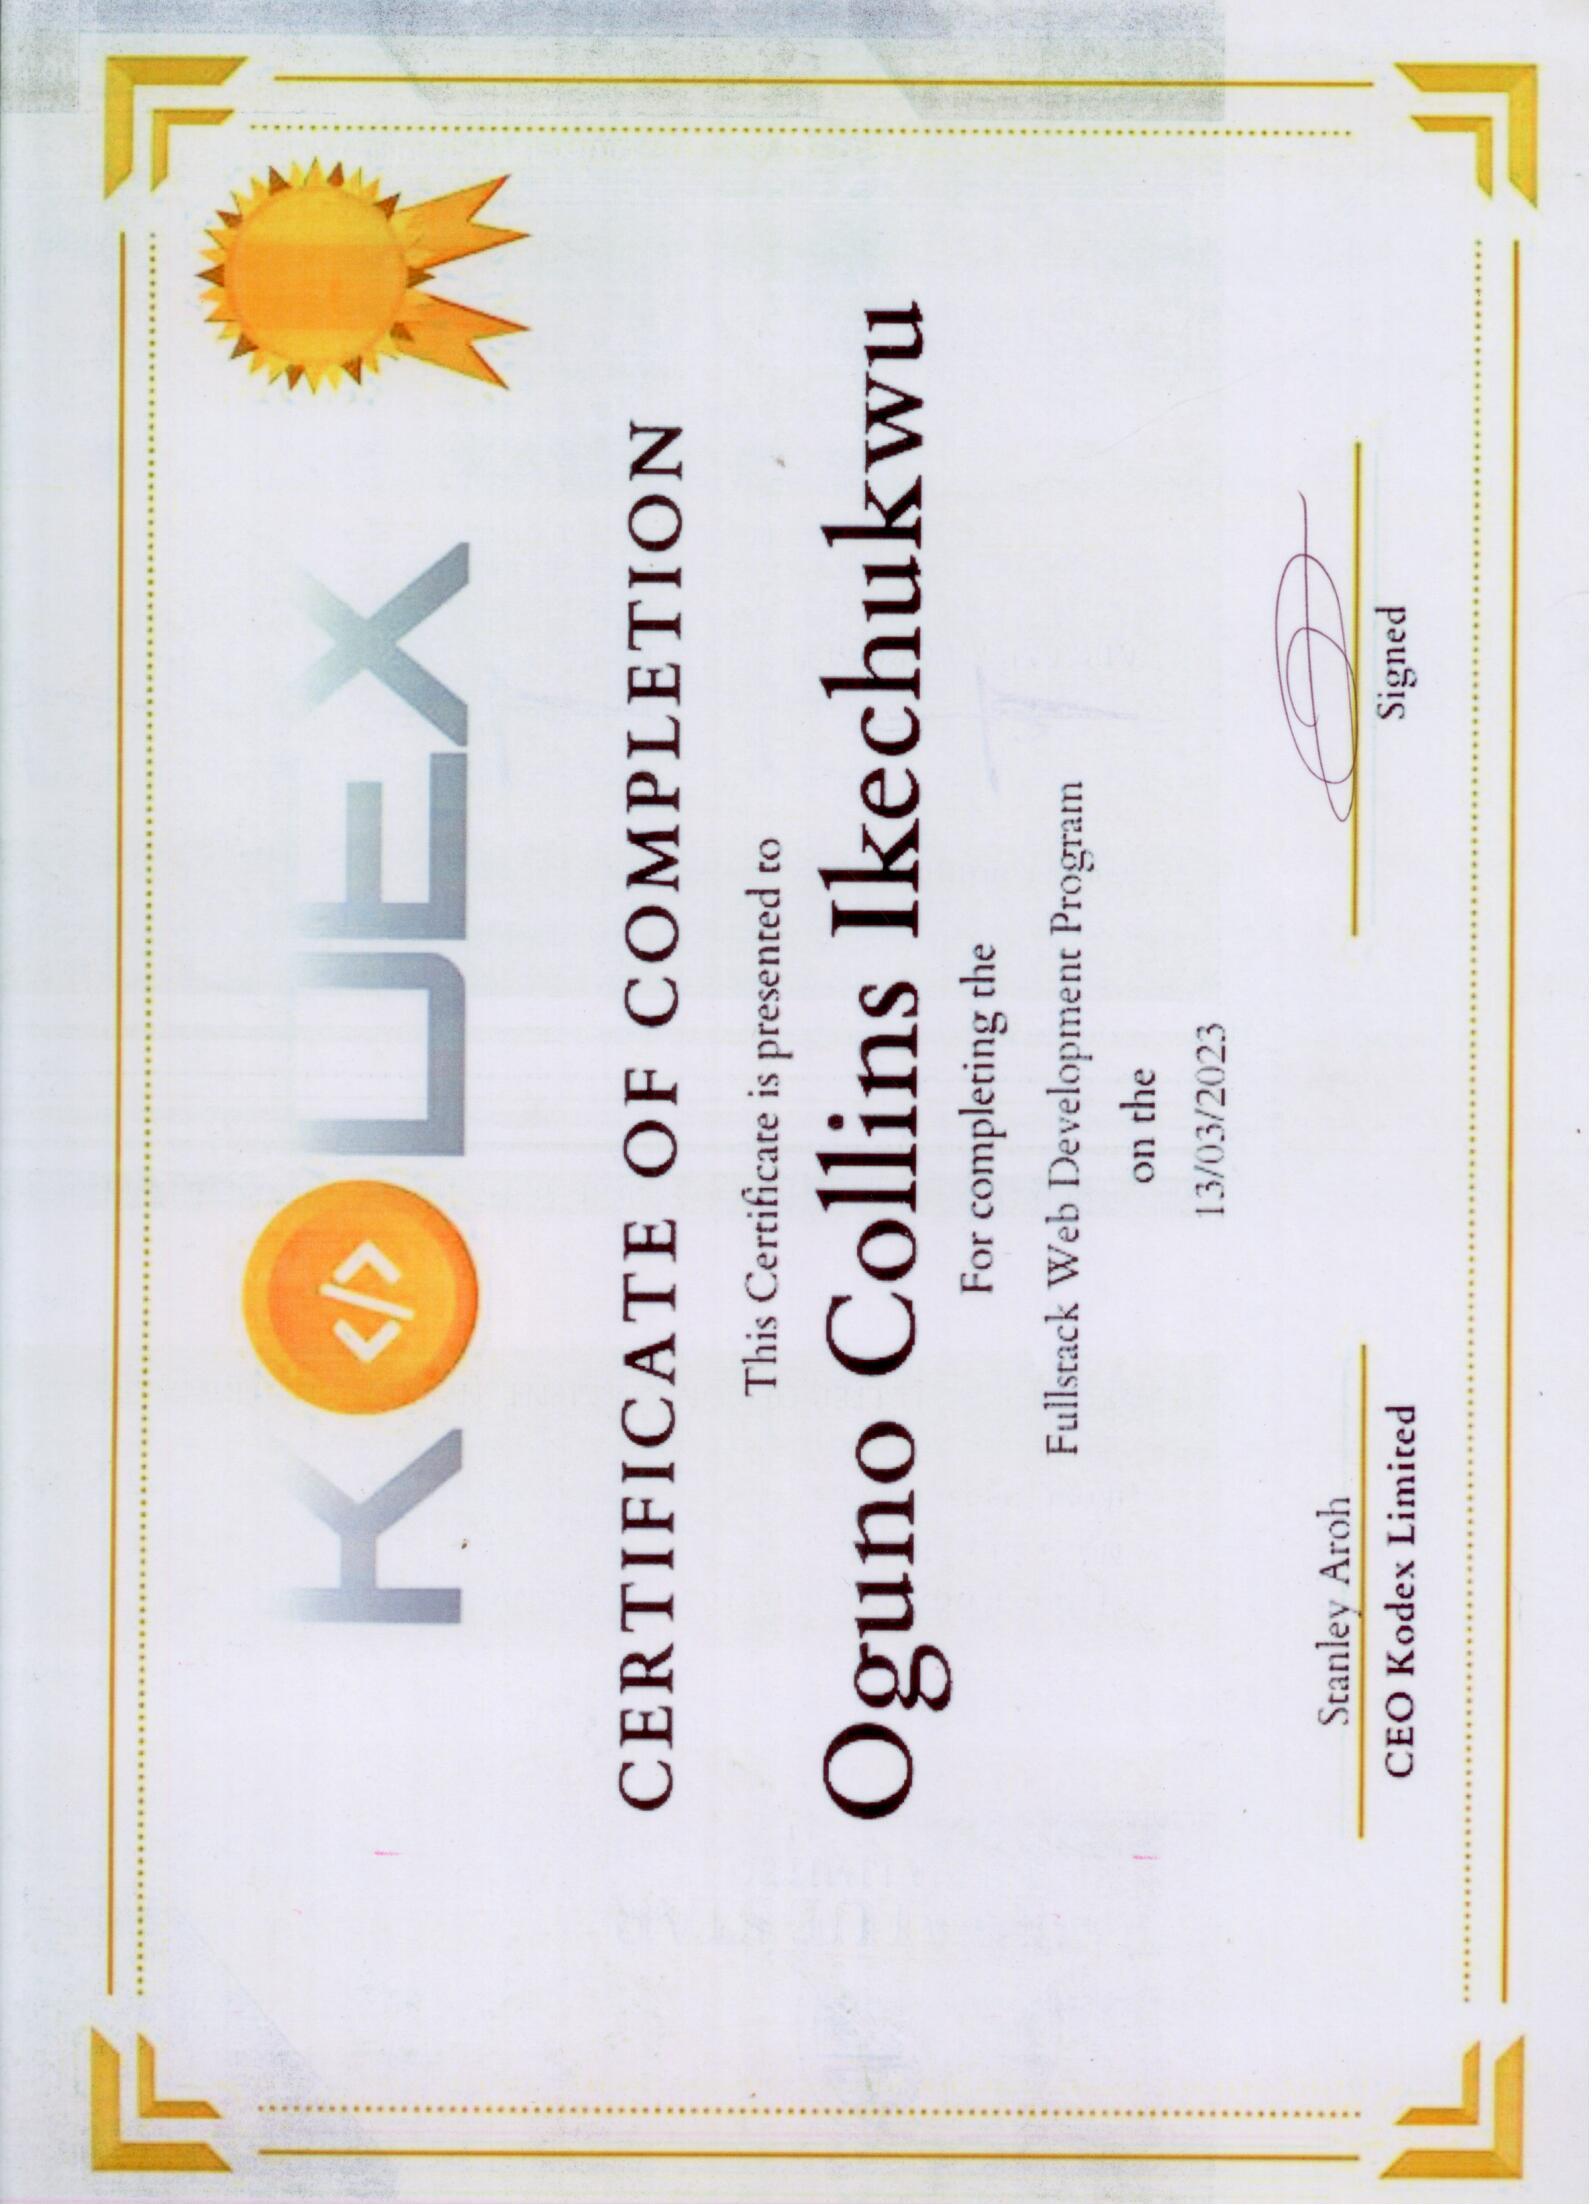 KODEX
</>
CERTIFICATE OF COMPLETION
This Certificate is presented to
Oguno Collins Ikechukwu
For completing the
Fullstack Web Development Program
on the
13/03/2023
Stanley Aroh
CEO Kodex Limited
Signed